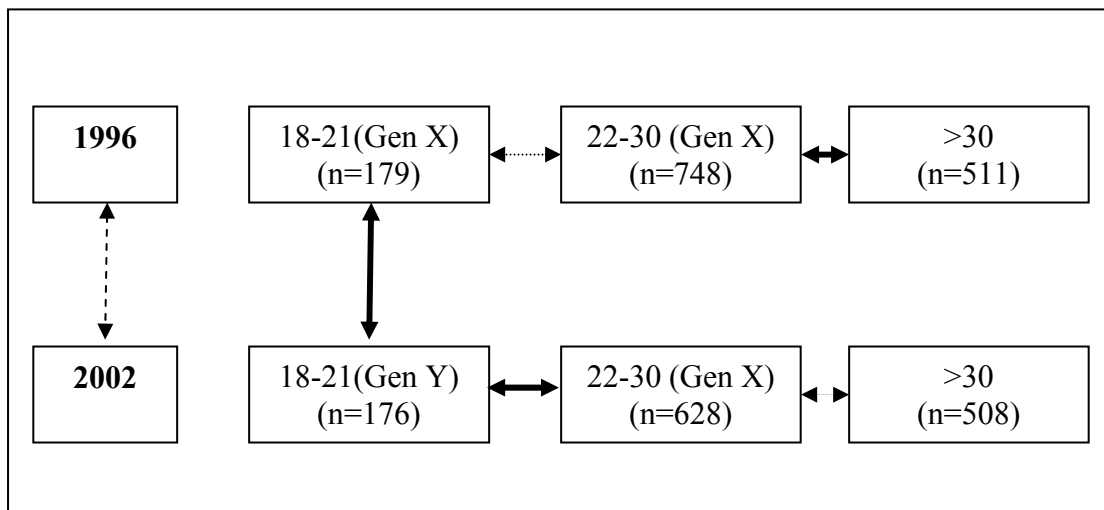 1996
18-21(Gen X)
(n=179)
22-30 (Gen X)
(n=748)
>30
(n=511)
2002
18-21(Gen Y)
(n=176)
22-30 (Gen X)
(n=628)
>30
(n=508)